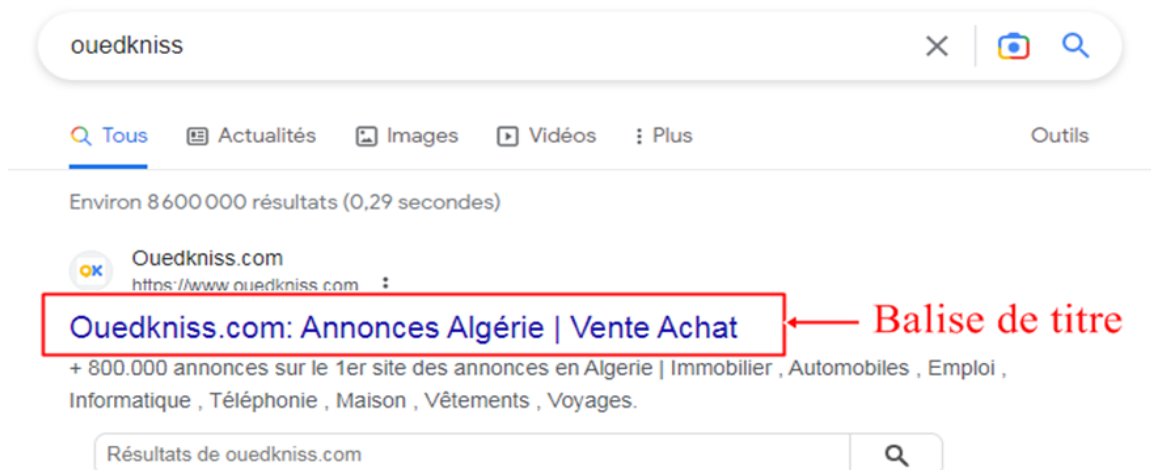 ouedkniss
Tous Actualités Images Vidéos Plus Outils
Environ 8 600 000 résultats (0,29 secondes)
OK
Ouedkniss.com
https://www.ouedkniss.com
Ouedkniss.com: Annonces Algérie | Vente Achat
Balise de titre
+ 800.000 annonces sur le 1er site des annonces en Algerie | Immobilier , Automobiles , Emploi ,
Informatique , Téléphonie , Maison , Vêtements , Voyages.
Résultats de ouedkniss.com